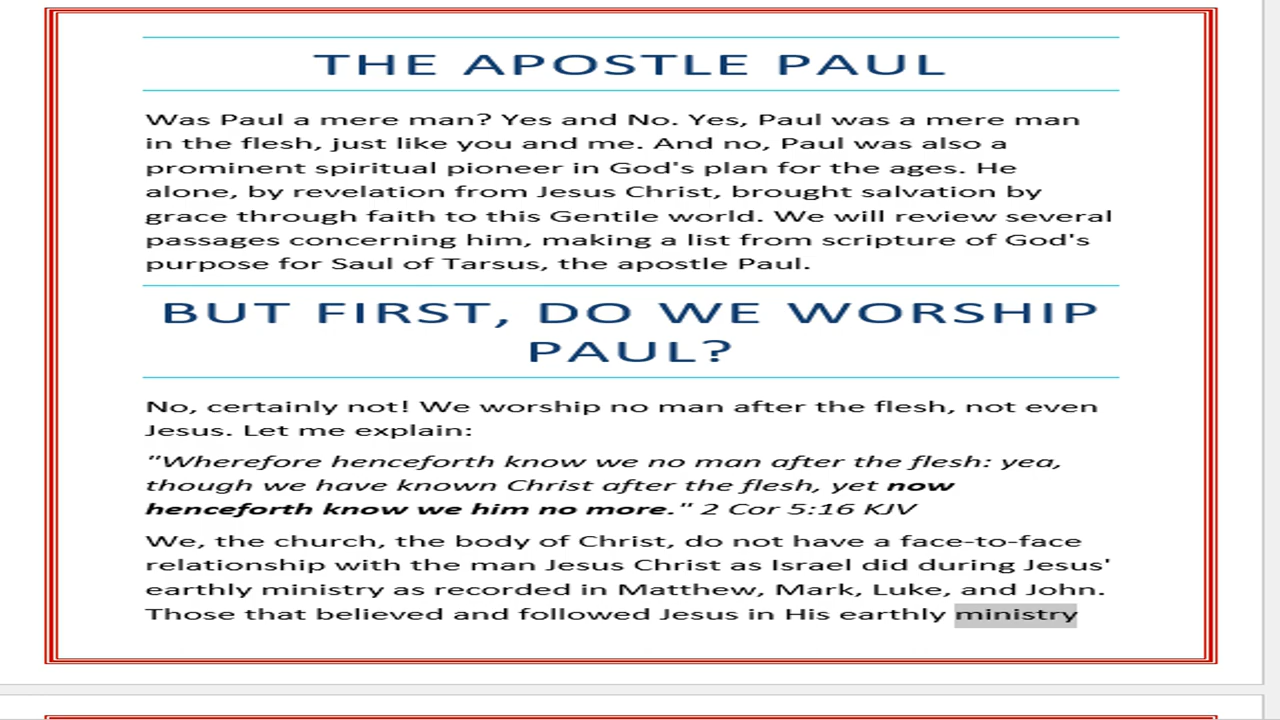 THE APOSTLE PAUL
Was Paul a mere man? Yes and No. Yes, Paul was a mere man
in the flesh, just like you and me. And no, Paul was also a
prominent spiritual pioneer in God's plan for the ages. He
alone, by revelation from Jesus Christ, brought salvation by
grace through faith to this Gentile world. We will review several
passages concerning him, making a list from scripture of God's
purpose for Saul of Tarsus, the apostle Paul.
BUT FIRST, DO WE WORSHIP
PAUL?
No, certainly not! We worship no man after the flesh, not even
Jesus. Let me explain:
"Wherefore henceforth know we no man after the flesh: yea,
though we have known Christ after the flesh, yet now
henceforth know we him no more." 2 Cor 5:16 KJV
We, the church, the body of Christ, do not have a face-to-face
relationship with the man Jesus Christ as Israel did during Jesus'
earthly ministry as recorded in Matthew, Mark, Luke, and John.
Those that believed and followed Jesus in His earthly ministry